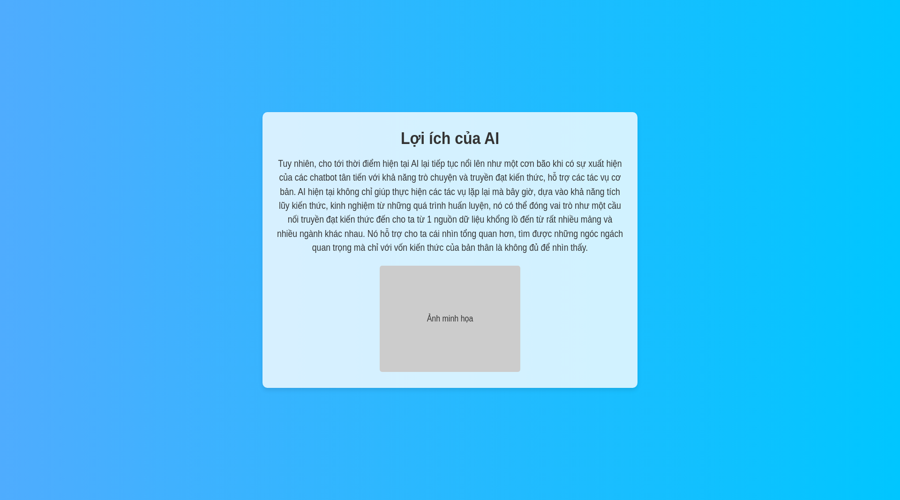 Lợi ích của AI
Tuy nhiên, cho tới thời điểm hiện tại AI lại tiếp tục nổi lên như một cơn bão khi có sự xuất hiện
của các chatbot tân tiến với khả năng trò chuyện và truyền đạt kiến thức, hỗ trợ các tác vụ cơ
bản. AI hiện tại không chỉ giúp thực hiện các tác vụ lặp lại mà bây giờ, dựa vào khả năng tích
lũy kiến thức, kinh nghiệm từ những quá trình huấn luyện, nó có thể đóng vai trò như một cầu
nối truyền đạt kiến thức đến cho ta từ 1 nguồn dữ liệu khổng lồ đến từ rất nhiều mảng và
nhiều ngành khác nhau. Nó hỗ trợ cho ta cái nhìn tổng quan hơn, tìm được những ngóc ngách
quan trọng mà chỉ với vốn kiến thức của bản thân là không đủ để nhìn thấy.
Ảnh minh họa